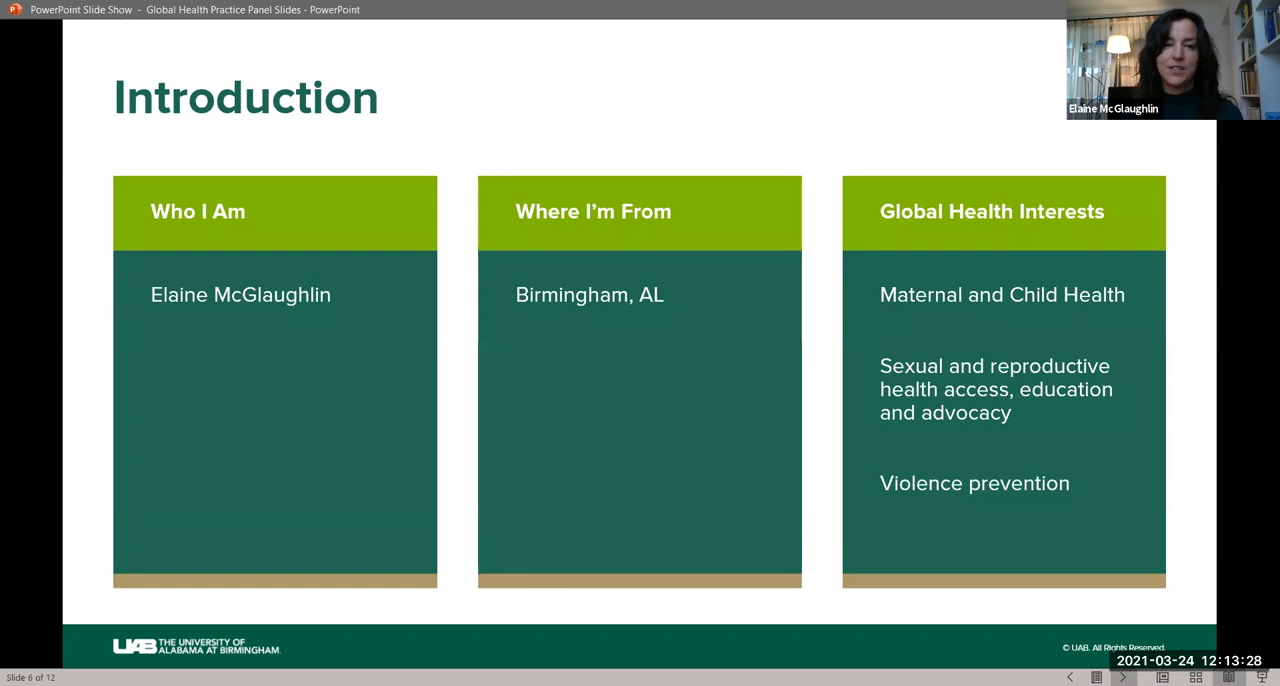 PowerPoint Slide Show - Global Health Practice Panel Slides - PowerPoint
Elaine McGlaughlin
Introduction
Who I Am
Elaine McGlaughlin
Where I'm From
Birmingham, AL
Global Health Interests
Maternal and Child Health
Sexual and reproductive
health access, education
and advocacy
Violence prevention
UAB THE UNIVERSITY OF
ALABAMA AT BIRMINGHAM.
© UAB. All Rights Reserved.
2021-03-24 12:13:28
Slide 6 of 12